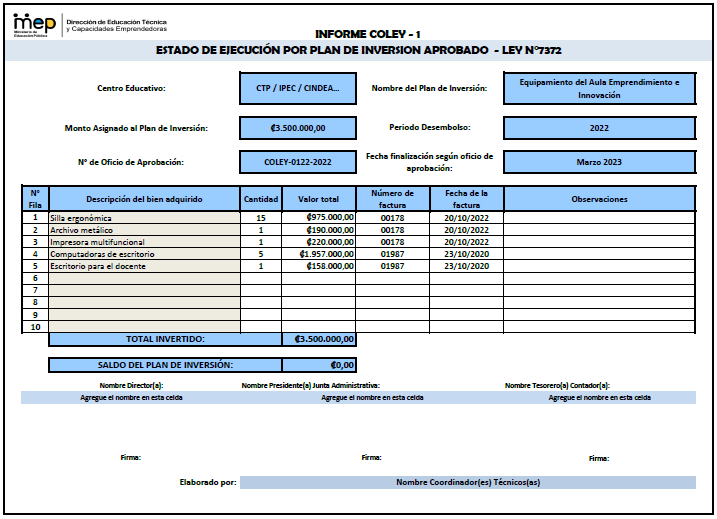 mep
Ministerio de
Educación Pública
Dirección de Educación Técnica
y Capacidades Emprendedoras
INFORME COLEY - 1
ESTADO DE EJECUCIÓN POR PLAN DE INVERSION APROBADO - LEY N°7372
Centro Educativo: CTP / IPEC / CINDEA... Nombre del Plan de Inversión: Equipamiento del Aula Emprendimiento e Innovación
Monto Asignado al Plan de Inversión: ₡3.500.000,00 Periodo Desembolso: 2022
N° de Oficio de Aprobación: COLEY-0122-2022 Fecha finalización según oficio de aprobación: Marzo 2023
N° Fila Descripción del bien adquirido Cantidad Valor total Número de factura Fecha de la factura Observaciones
1 Silla ergonómica 15 ₡975.000,00 00178 20/10/2022
2 Archivo metálico 1 ₡190.000,00 00178 20/10/2022
3 Impresora multifuncional 1 ₡220.000,00 00178 20/10/2022
4 Computadoras de escritorio 5 ₡1.957.000,00 01987 23/10/2020
5 Escritorio para el docente 1 ₡158.000,00 01987 23/10/2020
6
7
8
9
10
TOTAL INVERTIDO: ₡3.500.000,00
SALDO DEL PLAN DE INVERSIÓN: ₡0,00
Nombre Director(a): Nombre Presidente(a) Junta Administrativa: Nombre Tesorero(a) Contador(a):
Agregue el nombre en esta celda Agregue el nombre en esta celda Agregue el nombre en esta celda
Firma: Firma: Firma:
Elaborado por: Nombre Coordinador(es) Técnicos(as)